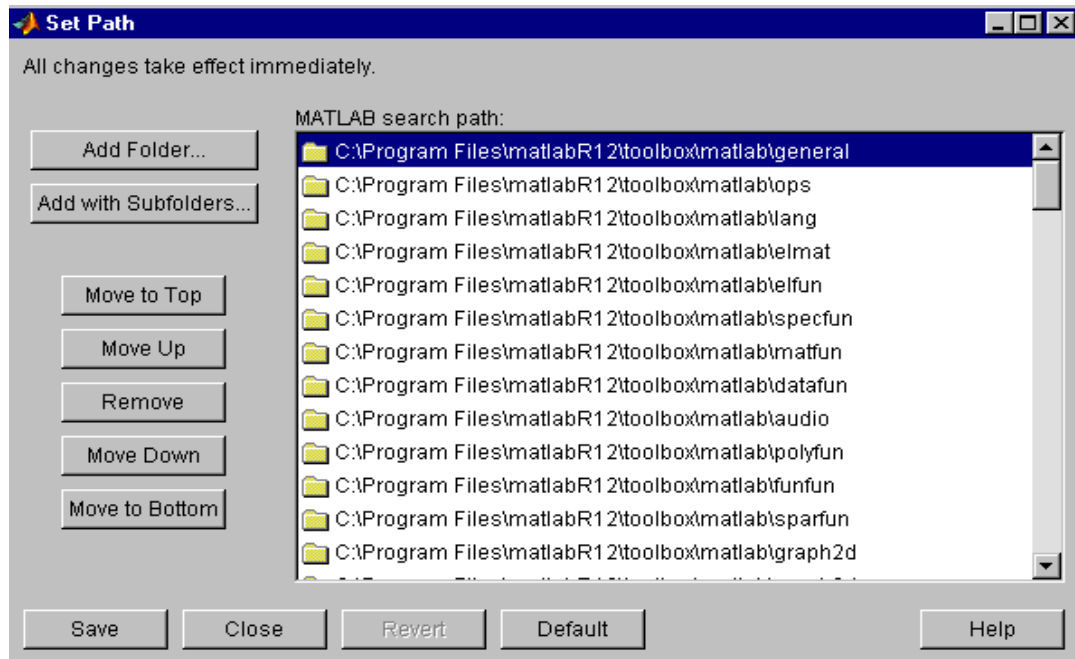 Set Path
All changes take effect immediately.
MATLAB search path:
Add Folder...
Add with Subfolders...
Move to Top
Move Up
Remove
Move Down
Move to Bottom
C:\Program Files\matlabR12\toolbox\matlab\general
C:\Program Files\matlabR12\toolbox\matlab\ops
C:\Program Files\matlabR12\toolbox\matlab\lang
C:\Program Files\matlabR12\toolbox\matlab\elmat
C:\Program Files\matlabR12\toolbox\matlab\elfun
C:\Program Files\matlabR12\toolbox\matlab\specfun
C:\Program Files\matlabR12\toolbox\matlab\matfun
C:\Program Files\matlabR12\toolbox\matlab\datafun
C:\Program Files\matlabR12\toolbox\matlab\audio
C:\Program Files\matlabR12\toolbox\matlab\polyfun
C:\Program Files\matlabR12\toolbox\matlab\funfun
C:\Program Files\matlabR12\toolbox\matlab\sparfun
C:\Program Files\matlabR12\toolbox\matlab\graph2d
Save Close Revert Default Help